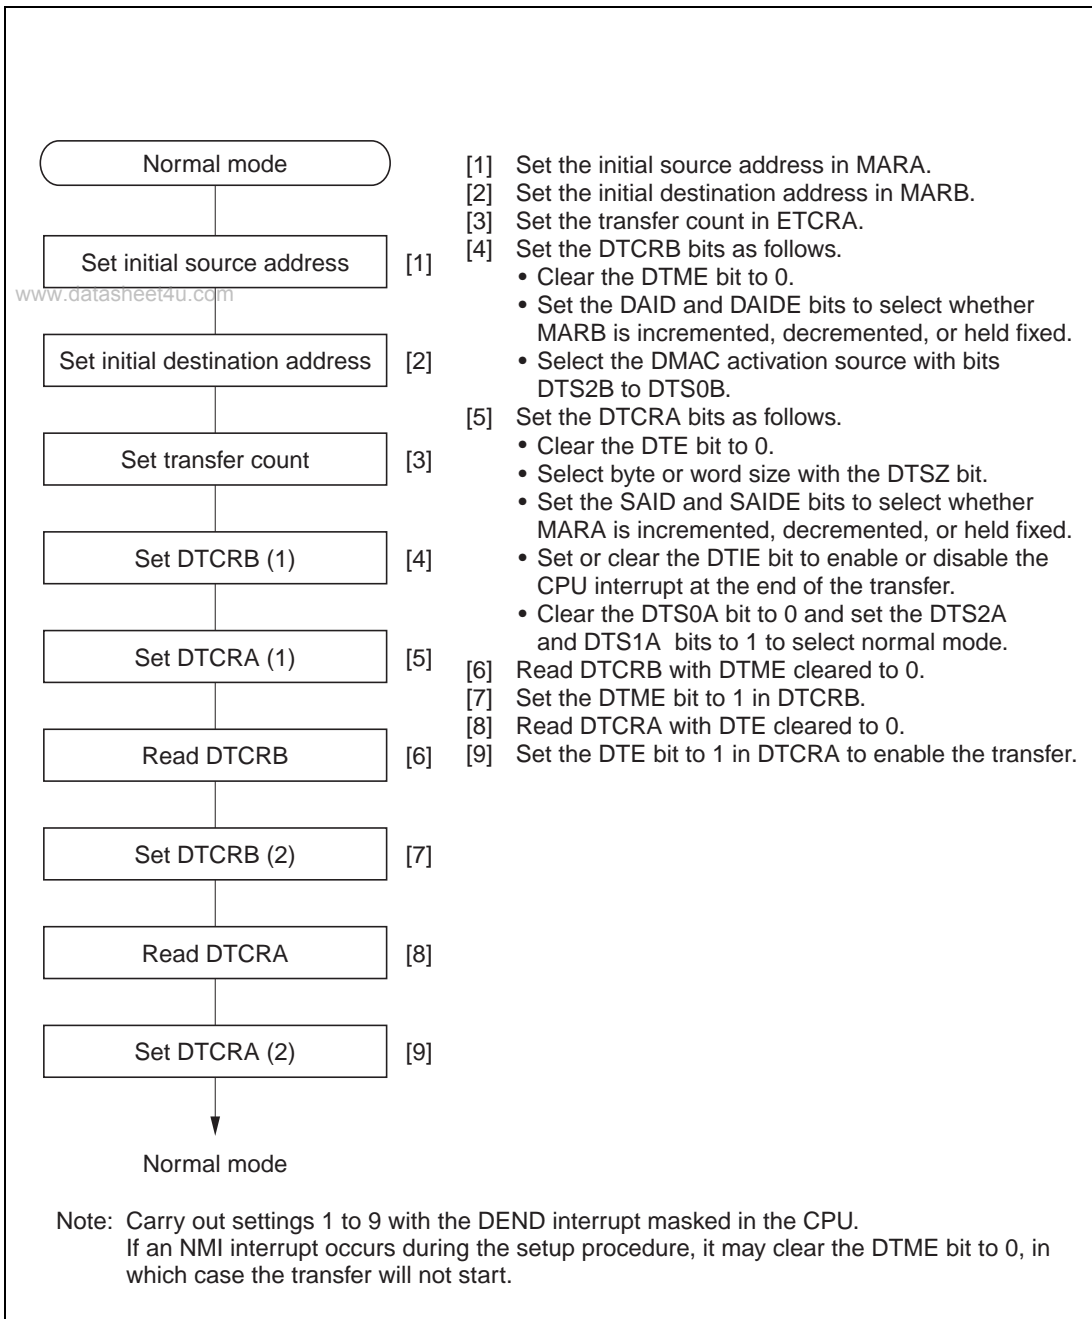 Normal mode
Set initial source address [1]
www.datasheet4u.com
Set initial destination address [2]
Set transfer count [3]
Set DTCRB (1) [4]
Set DTCRA (1) [5]
Read DTCRB [6]
Set DTCRB (2) [7]
Read DTCRA [8]
Set DTCRA (2) [9]
Normal mode
[1] Set the initial source address in MARA.
[2] Set the initial destination address in MARB.
[3] Set the transfer count in ETCRA.
[4] Set the DTCRB bits as follows.
• Clear the DTME bit to 0.
• Set the DAID and DAIDE bits to select whether
MARB is incremented, decremented, or held fixed.
• Select the DMAC activation source with bits
DTS2B to DTS0B.
[5] Set the DTCRA bits as follows.
• Clear the DTE bit to 0.
• Select byte or word size with the DTSZ bit.
• Set the SAID and SAIDE bits to select whether
MARA is incremented, decremented, or held fixed.
• Set or clear the DTIE bit to enable or disable the
CPU interrupt at the end of the transfer.
• Clear the DTS0A bit to 0 and set the DTS2A
and DTS1A bits to 1 to select normal mode.
[6] Read DTCRB with DTME cleared to 0.
[7] Set the DTME bit to 1 in DTCRB.
[8] Read DTCRA with DTE cleared to 0.
[9] Set the DTE bit to 1 in DTCRA to enable the transfer.
Note: Carry out settings 1 to 9 with the DEND interrupt masked in the CPU.
If an NMI interrupt occurs during the setup procedure, it may clear the DTME bit to 0, in
which case the transfer will not start.